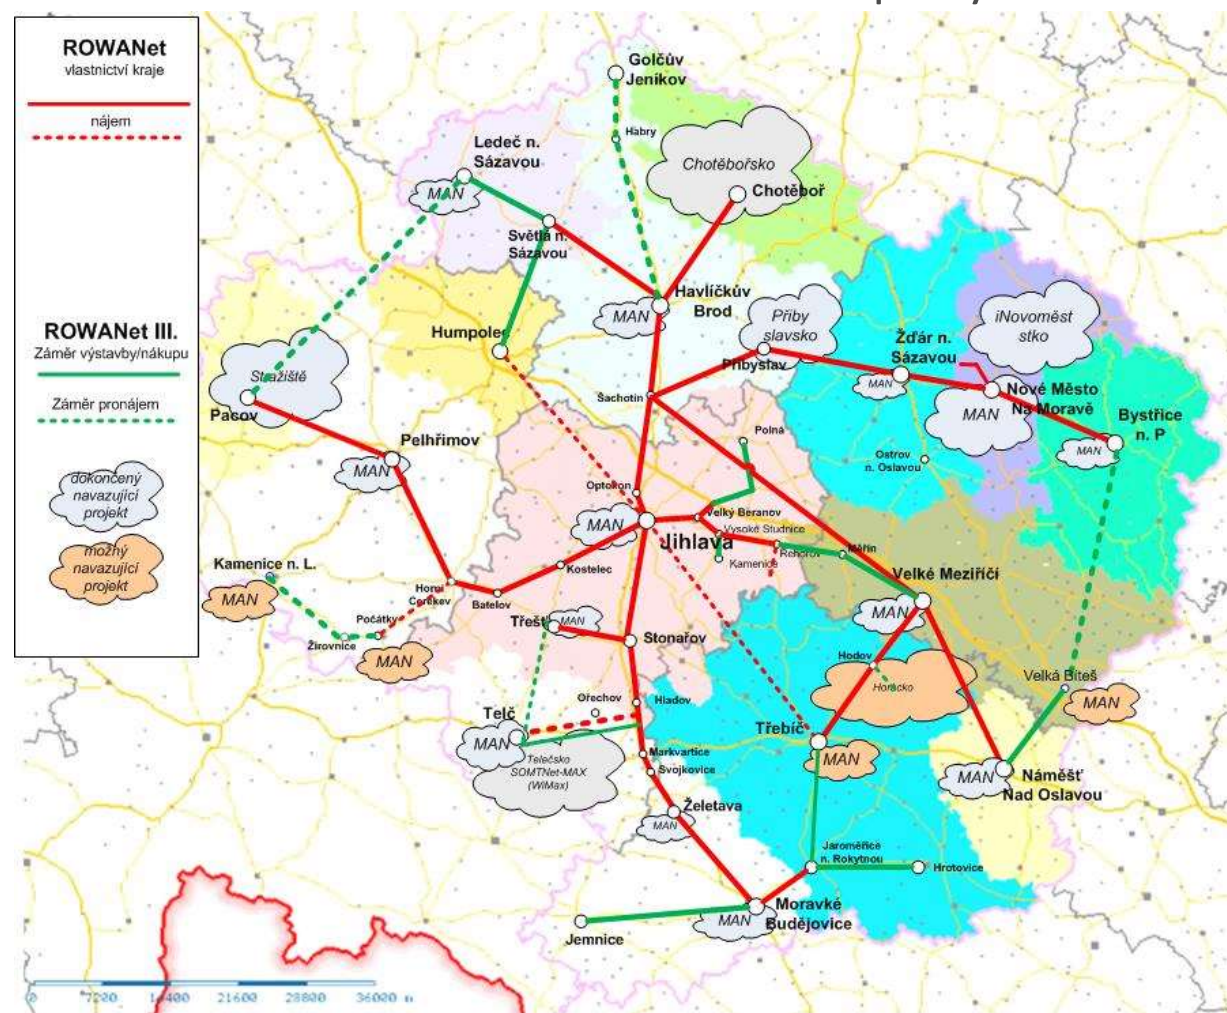 ROWANet
vlastnictví kraje
nájem
ROWANet III.
Záměr výstavby/nákupu
Záměr pronájem
dokončený
navazující
projekt
možný
navazující
projekt
Golčův
Jeníkov
Habry
Ledeč n.
Sázavou
MAN
Chotěbořsko
Chotěboř
Světlá n.
Sázavou
Havlíčkův
Brod
MAN
Přiby
slavsko
Přibyslav
iNovoměst
stko
Žďár n.
Sázavou
MAN
Nové Město
Na Moravě
MAN
Bystřice
n. P
MAN
Humpolec
Stražiště
Pacov
Pelhřimov
MAN
Šachotín
Polná
Ostrov
n. Oslavou
Optokon
Velký Beranov
Vysoké Studnice
MAN
Jihlava
Řehořov
Měřín
Kamenice
Velké Meziříčí
MAN
Kamenice n. L.
MAN
Horní
Cerekev
Kostelec
Batelov
Počátky
Žirovnice
MAN
Třešť
MAN
Stonařov
Hodov
Horácko
Velká Bíteš
MAN
Ořechov
Hladov
Telč
MAN
Třebíč
MAN
Telečsko
SOMTNet-MAX
(WiMax)
Markvartice
Svojkovice
MAN
Náměšť
Nad Oslavou
Želetava
MAN
Jaroměřice
n. Rokytnou
Hrotovice
Moravké
Budějovice
MAN
Jemnice
0 7200 14400 21600 28800 36000 m